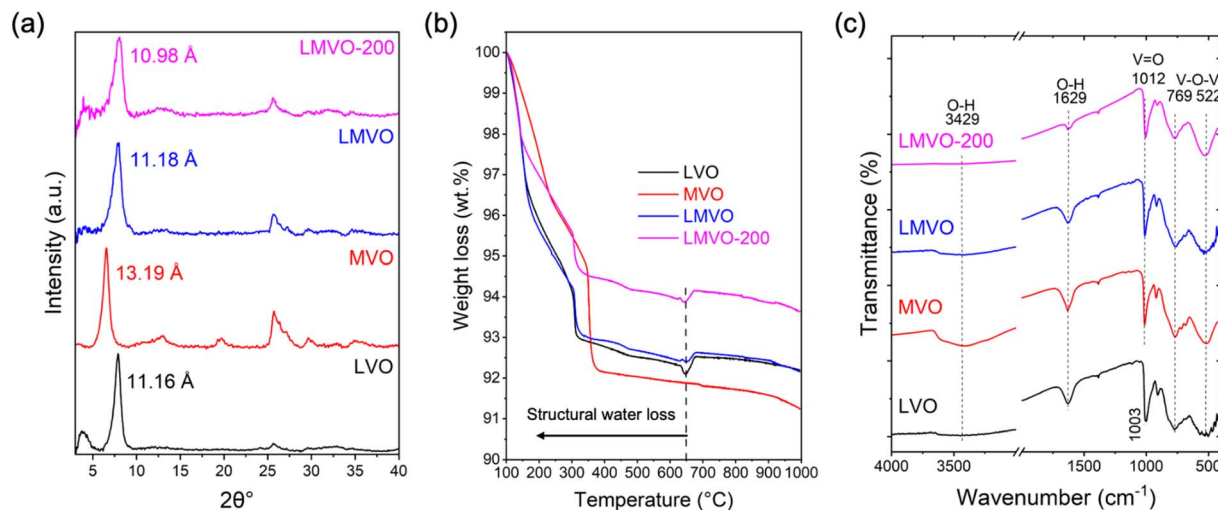 (a)
Intensity (a.u.)
10.98 Å
LMVO-200
11.18 Å
LMVO
13.19 Å
MVO
11.16 Å
LVO
5 10 15 20 25 30 35 40
2θ°
(b)
Weight loss (wt.%)
100
99
98
97
96
95
94
93
92
91
90
LVO
MVO
LMVO
LMVO-200
Structural water loss
100 200 300 400 500 600 700 800 900 1000
Temperature (°C)
(c)
Transmittance (%)
V=O
1012
V-O-V
769 522
O-H
1629
O-H
3429
LMVO-200
LMVO
MVO
LVO
1003
4000 3500 1500 1000 500
Wavenumber (cm-1)